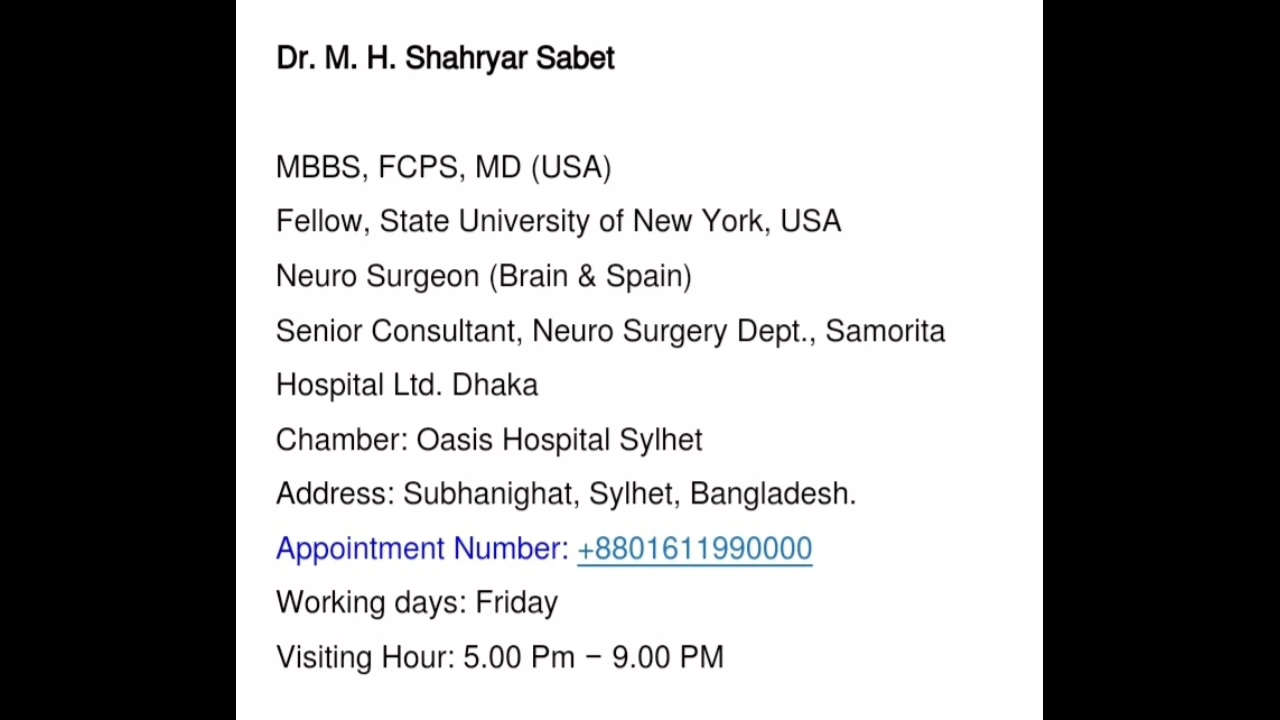 Dr. M. H. Shahryar Sabet
MBBS, FCPS, MD (USA)
Fellow, State University of New York, USA
Neuro Surgeon (Brain & Spain)
Senior Consultant, Neuro Surgery Dept., Samorita
Hospital Ltd. Dhaka
Chamber: Oasis Hospital Sylhet
Address: Subhanighat, Sylhet, Bangladesh.
Appointment Number: +8801611990000
Working days: Friday
Visiting Hour: 5.00 Pm – 9.00 PM